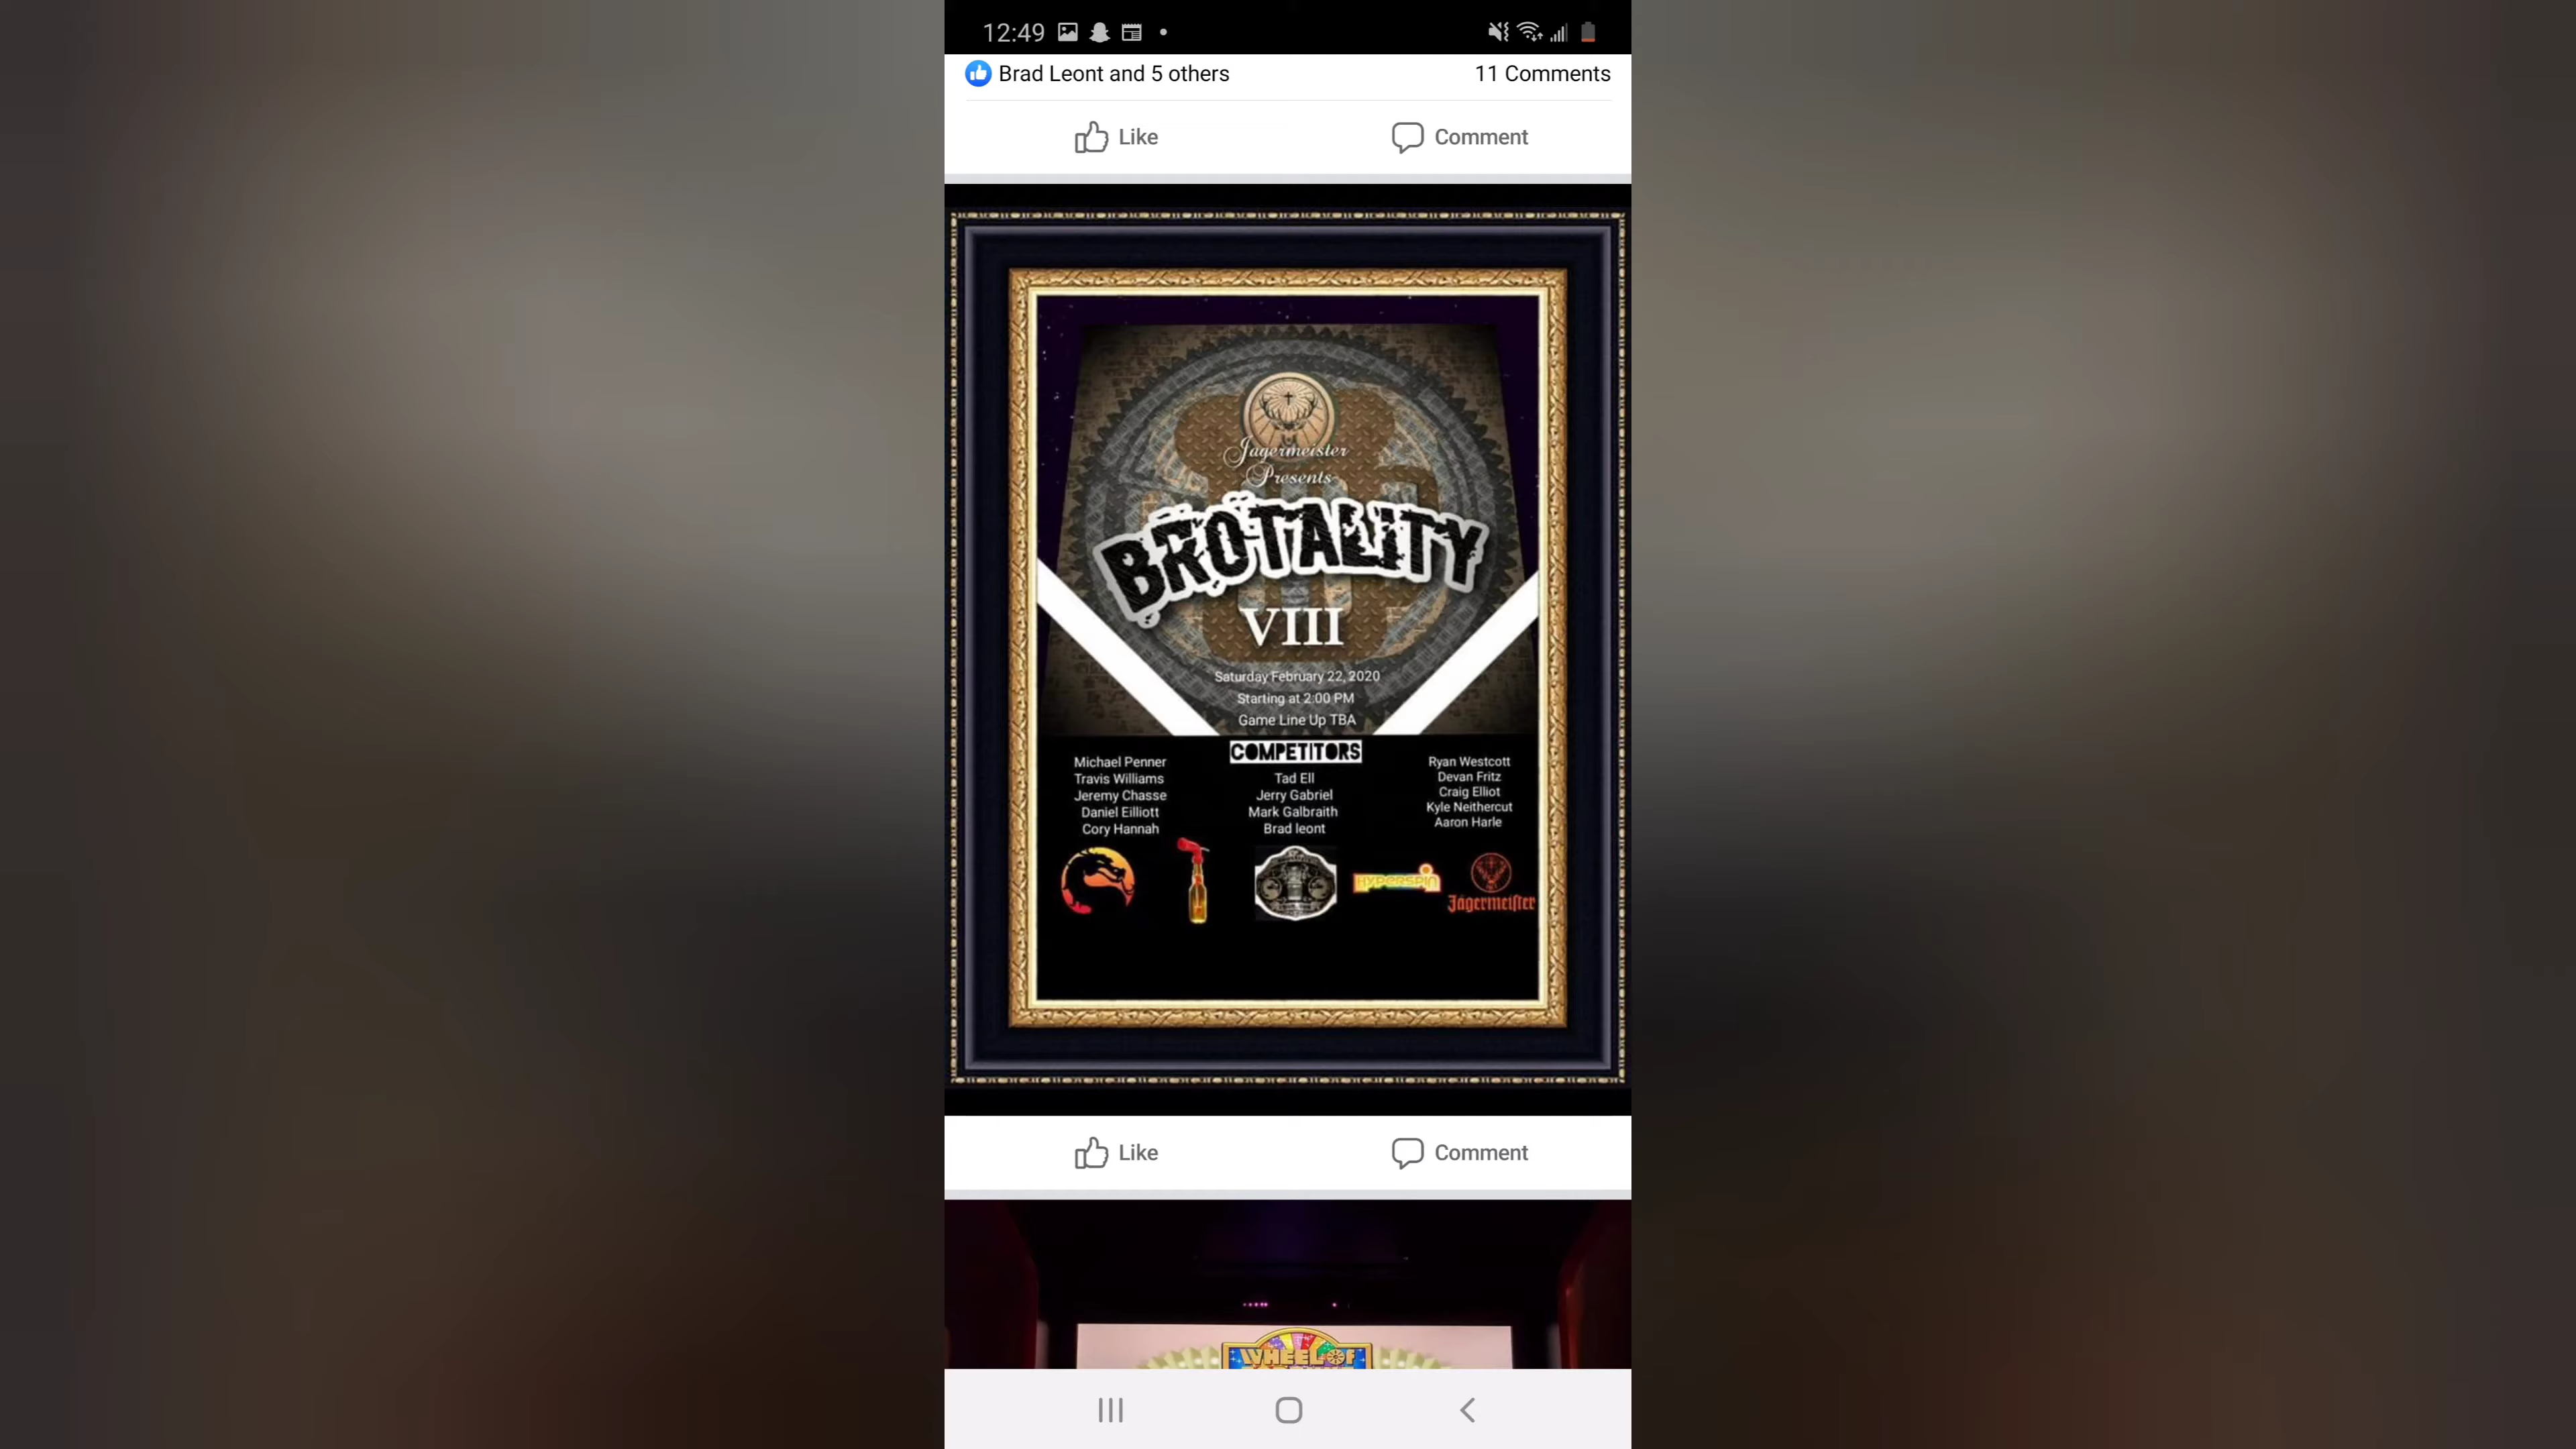 12:49
Brad Leont and 5 others
11 Comments
Like
Comment
Jagermeister
Presents
BROTALITY
VIII
Saturday February 22, 2020
Starting at 2:00 PM
Game Line Up TBA
COMPETITORS
Michael Penner
Travis Williams
Jeremy Chasse
Daniel Eilliott
Cory Hannah
Tad Ell
Jerry Gabriel
Mark Galbraith
Brad leont
Ryan Westcott
Devan Fritz
Craig Elliot
Kyle Neithercut
Aaron Harle
HYPERSPIN
Jägermeister
Like
Comment
WHEEL OF